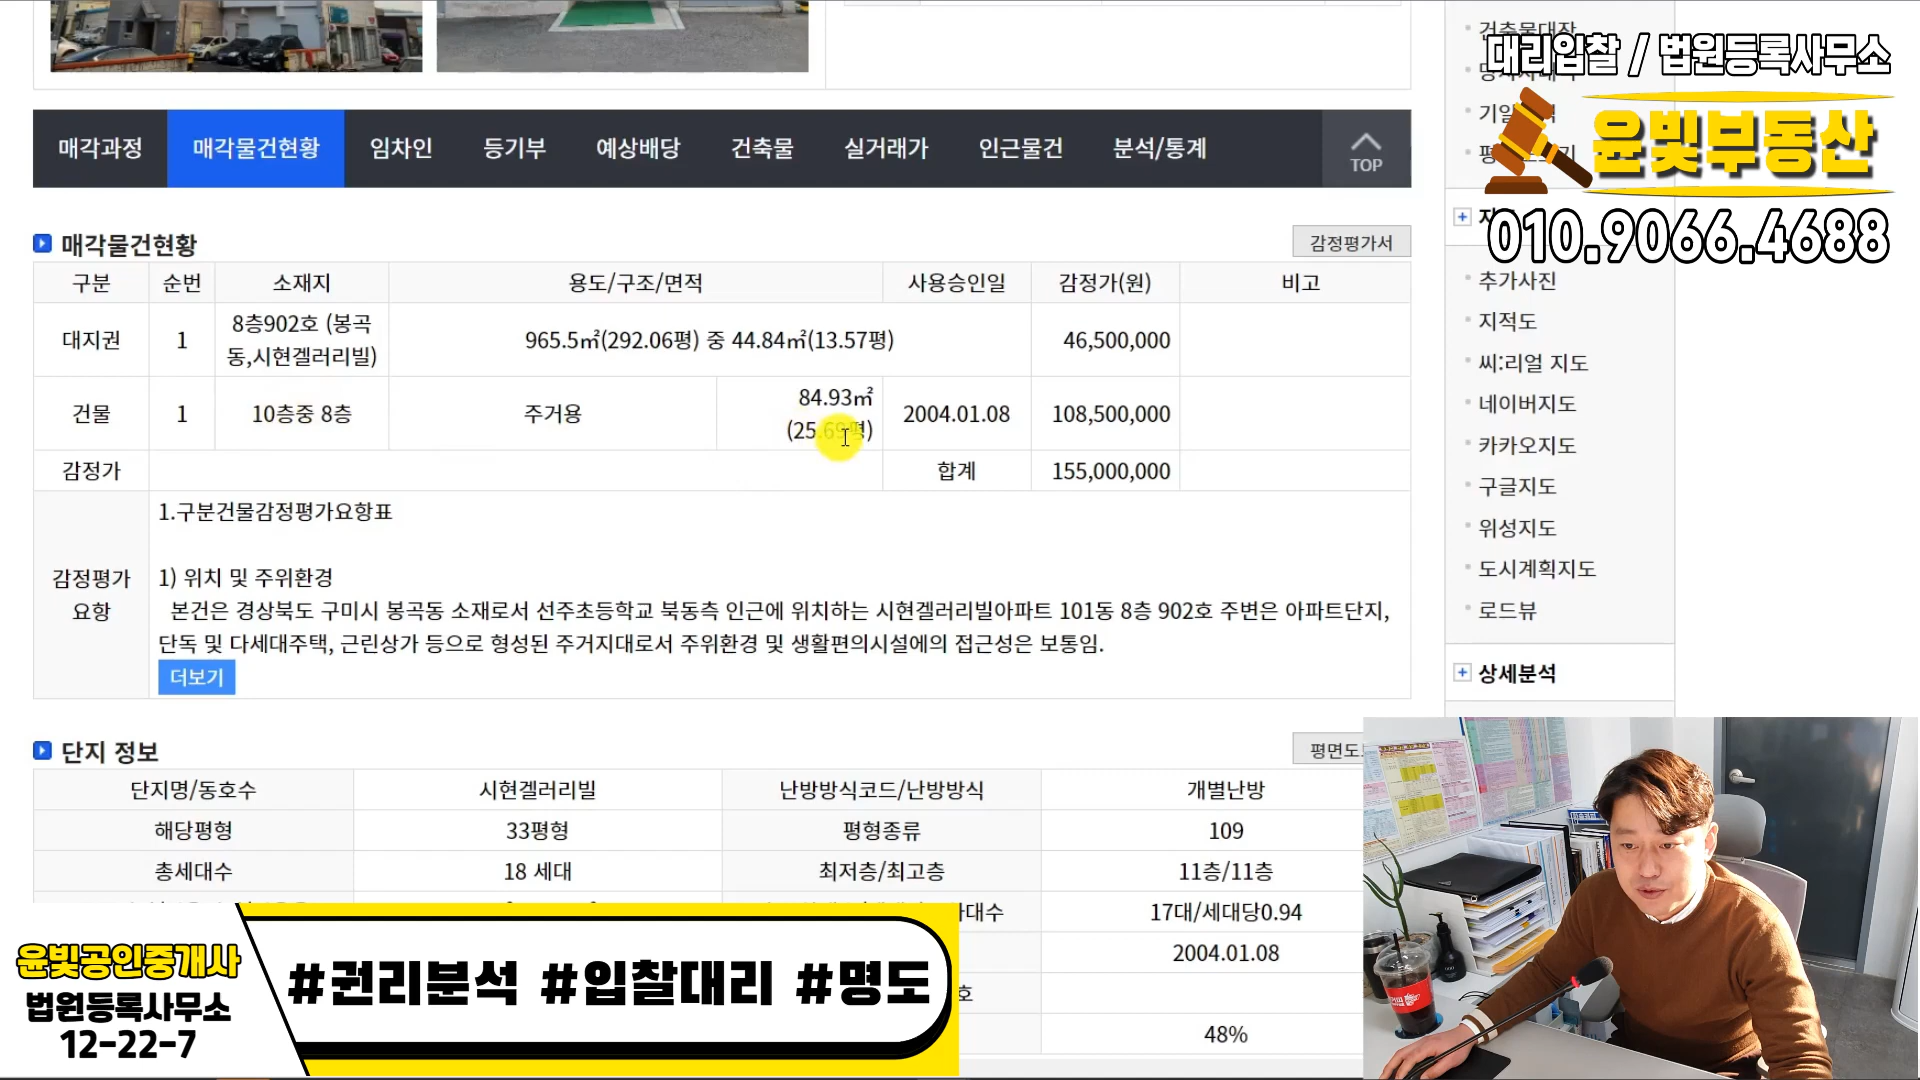 매각과정 매각물건현황 임차인 등기부 예상배당 건축물 실거래가 인근물건 분석/통계 TOP
매각물건현황 감정평가서
구분 순번 소재지 용도/구조/면적 사용승인일 감정가(원) 비고
대지권 1 8층902호 (봉곡동,시현겔러리빌) 965.5㎡(292.06평) 중 44.84㎡(13.57평) 46,500,000
건물 1 10층중 8층 주거용 84.93㎡ (25.69평) 2004.01.08 108,500,000
감정가 합계 155,000,000
감정평가요항
1.구분건물감정평가요항표
1) 위치 및 주위환경
본건은 경상북도 구미시 봉곡동 소재로서 선주초등학교 북동측 인근에 위치하는 시현겔러리빌아파트 101동 8층 902호 주변은 아파트단지,
단독 및 다세대주택, 근린상가 등으로 형성된 주거지대로서 주위환경 및 생활편의시설에의 접근성은 보통임.
더보기
단지 정보 평면도
단지명/동호수 시현겔러리빌 난방방식코드/난방방식 개별난방
해당평형 33평형 평형종류 109
총세대수 18 세대 최저층/최고층 11층/11층
17대/세대당0.94
2004.01.08
48%
대리입찰 / 법원등록사무소
윤빛부동산
010.9066.4688
추가사진
지적도
씨:리얼 지도
네이버지도
카카오지도
구글지도
위성지도
도시계획지도
로드뷰
상세분석
윤빛공인중개사
법원등록사무소
12-22-7
#권리분석 #입찰대리 #명도